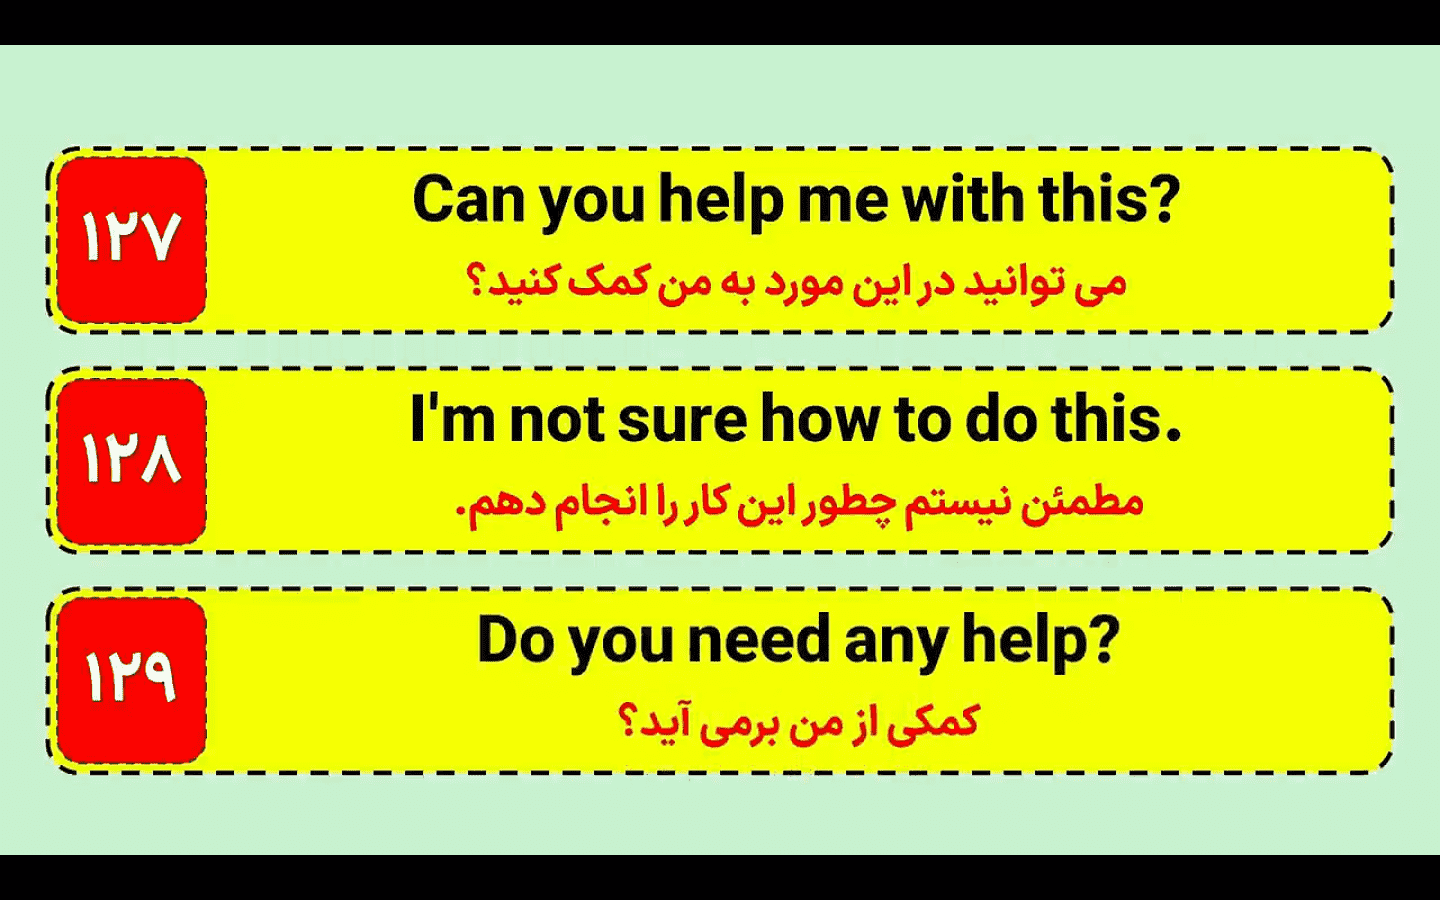 ۱۲۷
Can you help me with this?
می توانید در این مورد به من کمک کنید؟
۱۲۸
I'm not sure how to do this.
مطمئن نیستم چطور این کار را انجام دهم.
۱۲۹
Do you need any help?
کمکی از من برمی آید؟